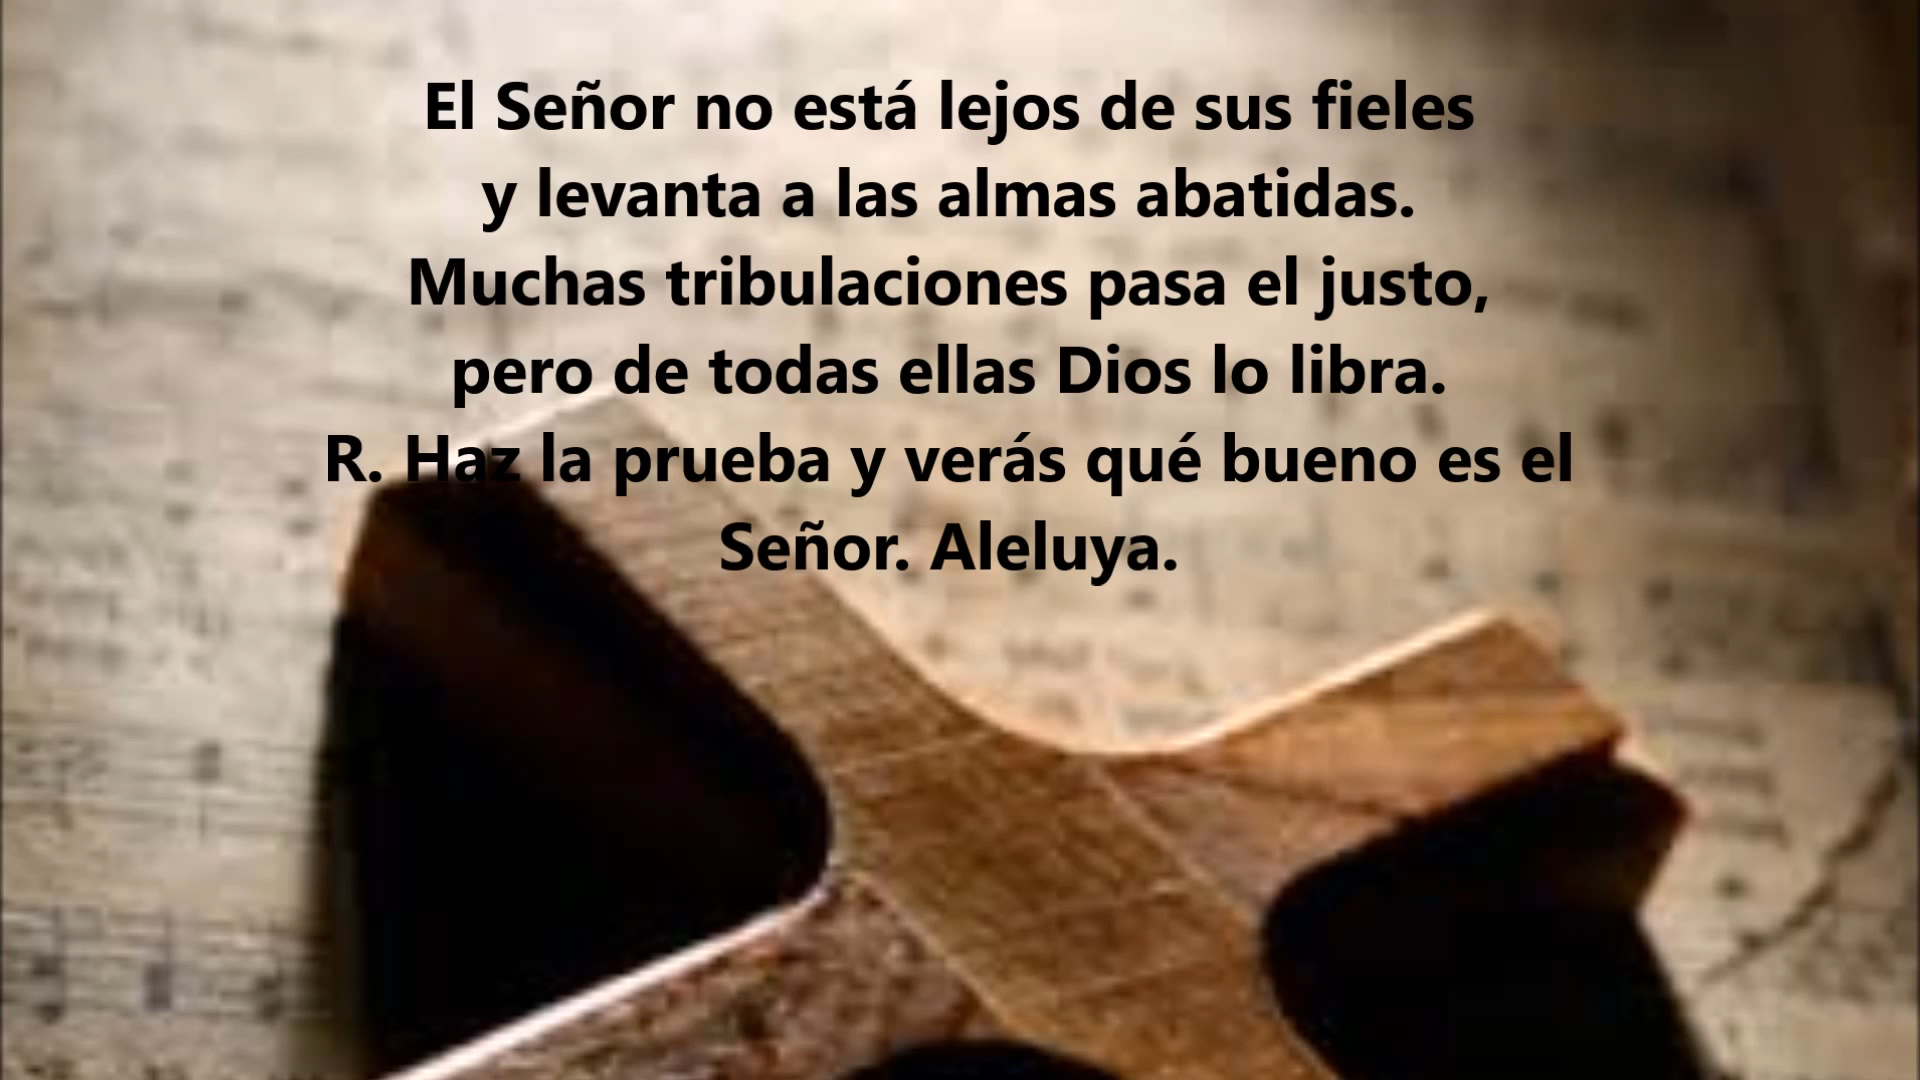 El Señor no está lejos de sus fieles
y levanta a las almas abatidas.
Muchas tribulaciones pasa el justo,
pero de todas ellas Dios lo libra.
R. Haz la prueba y verás qué bueno es el
Señor. Aleluya.